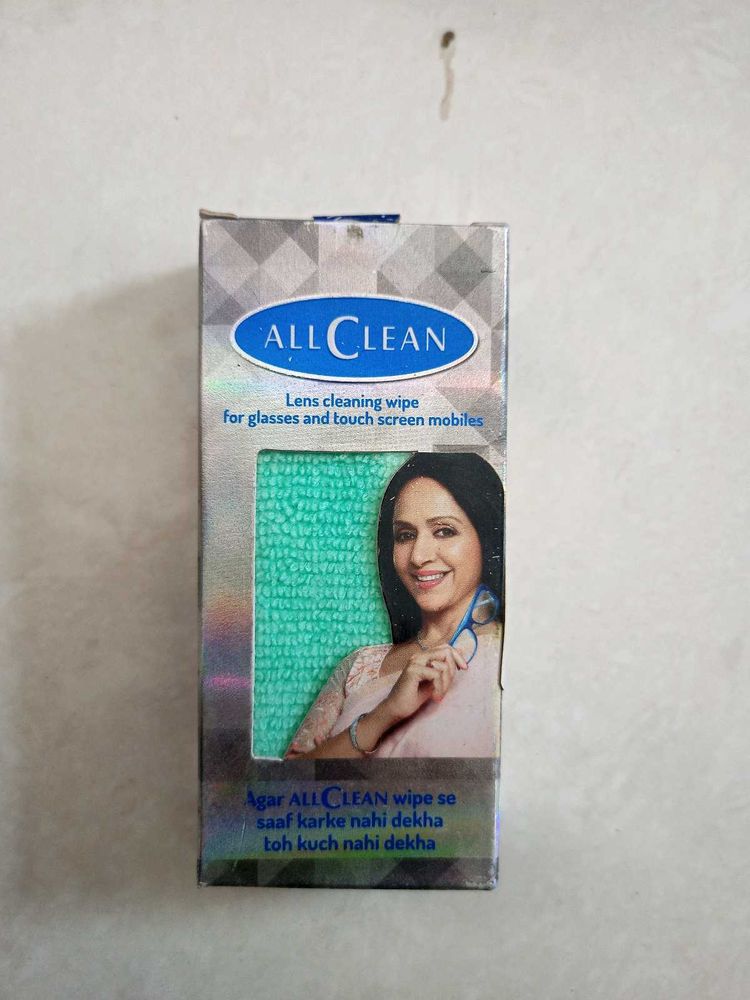 ALLCLEAN
Lens cleaning wipe
for glasses and touch screen mobiles
Agar ALLCLEAN wipe se
saaf karke nahi dekha
toh kuch nahi dekha